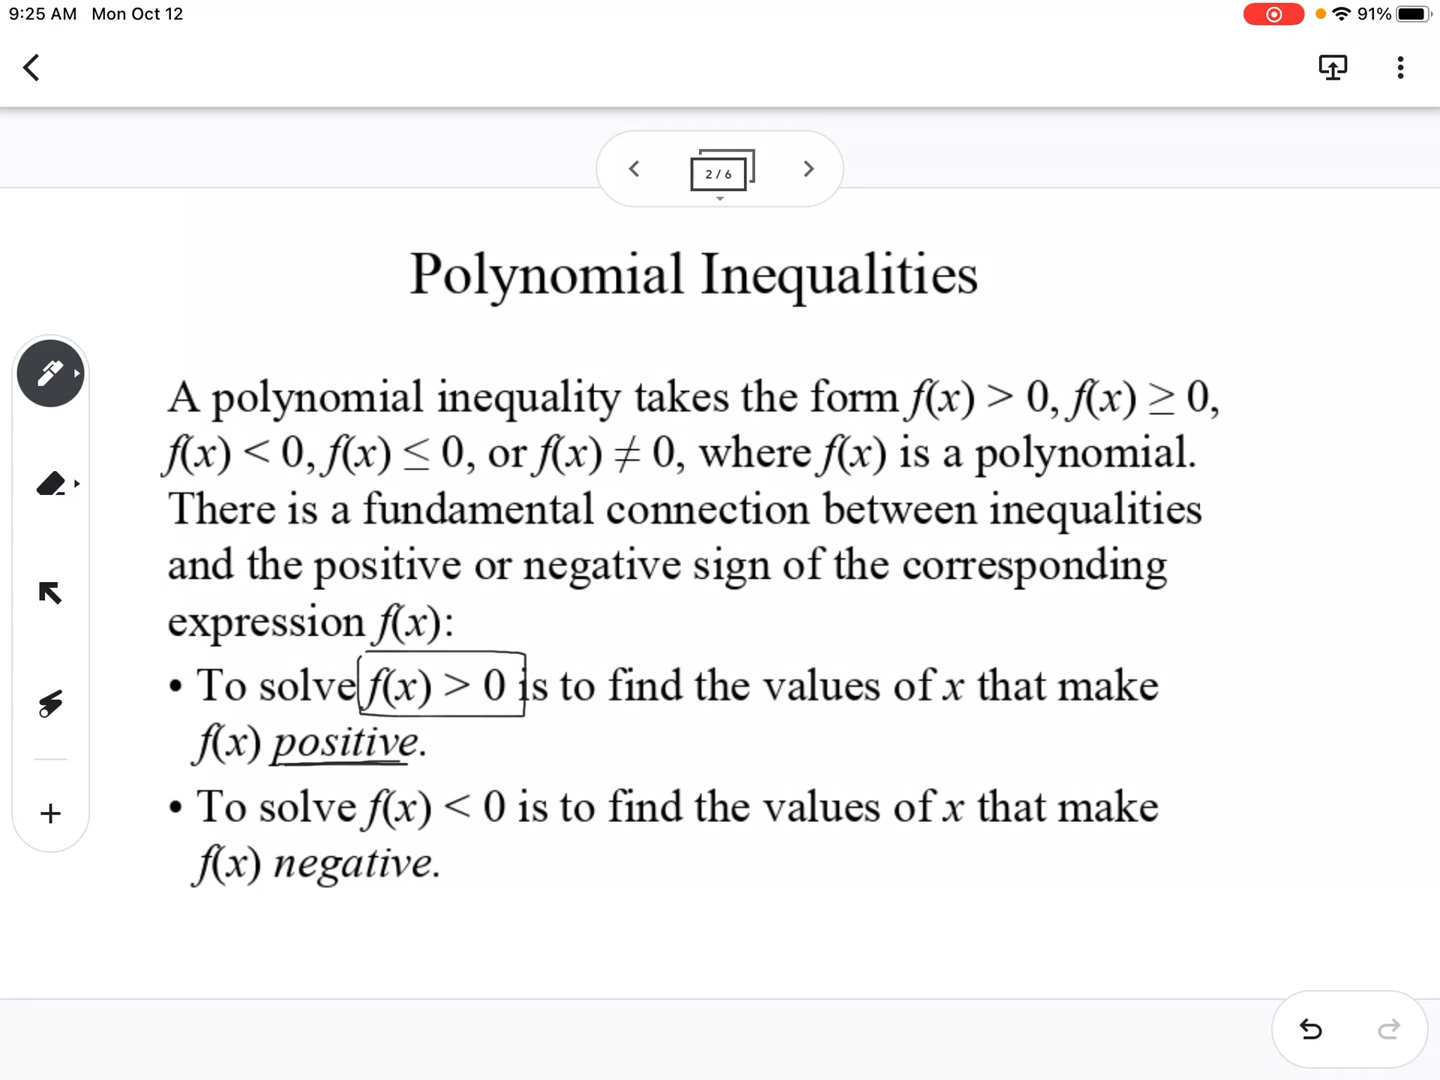 9:25 AM Mon Oct 12
91%
2 / 6
Polynomial Inequalities
A polynomial inequality takes the form f(x) > 0, f(x) ≥ 0,
f(x) < 0, f(x) ≤ 0, or f(x) ≠ 0, where f(x) is a polynomial.
There is a fundamental connection between inequalities
and the positive or negative sign of the corresponding
expression f(x):
• To solve f(x) > 0 is to find the values of x that make
f(x) positive.
• To solve f(x) < 0 is to find the values of x that make
f(x) negative.